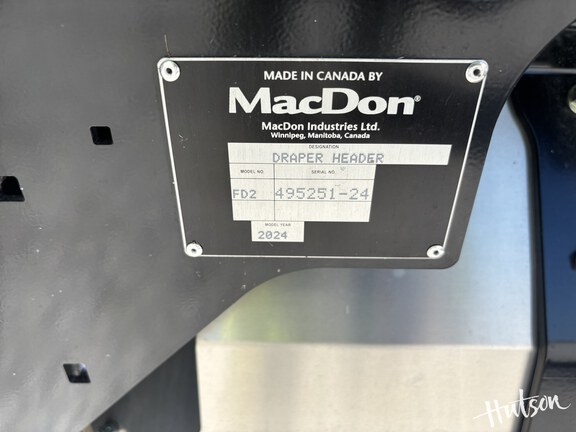 MADE IN CANADA BY
MacDon®
MacDon Industries Ltd.
Winnipeg, Manitoba, Canada
DESIGNATION
DRAPER HEADER
MODEL NO. SERIAL NO.
FD2 495251-24
MODEL YEAR
2024
Hutson